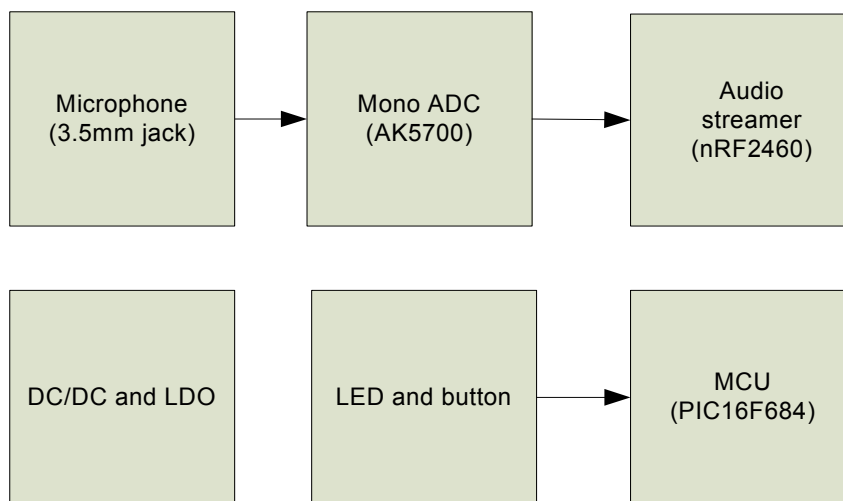 Microphone
(3.5mm jack)
Mono ADC
(AK5700)
Audio
streamer
(nRF2460)
DC/DC and LDO
LED and button
MCU
(PIC16F684)